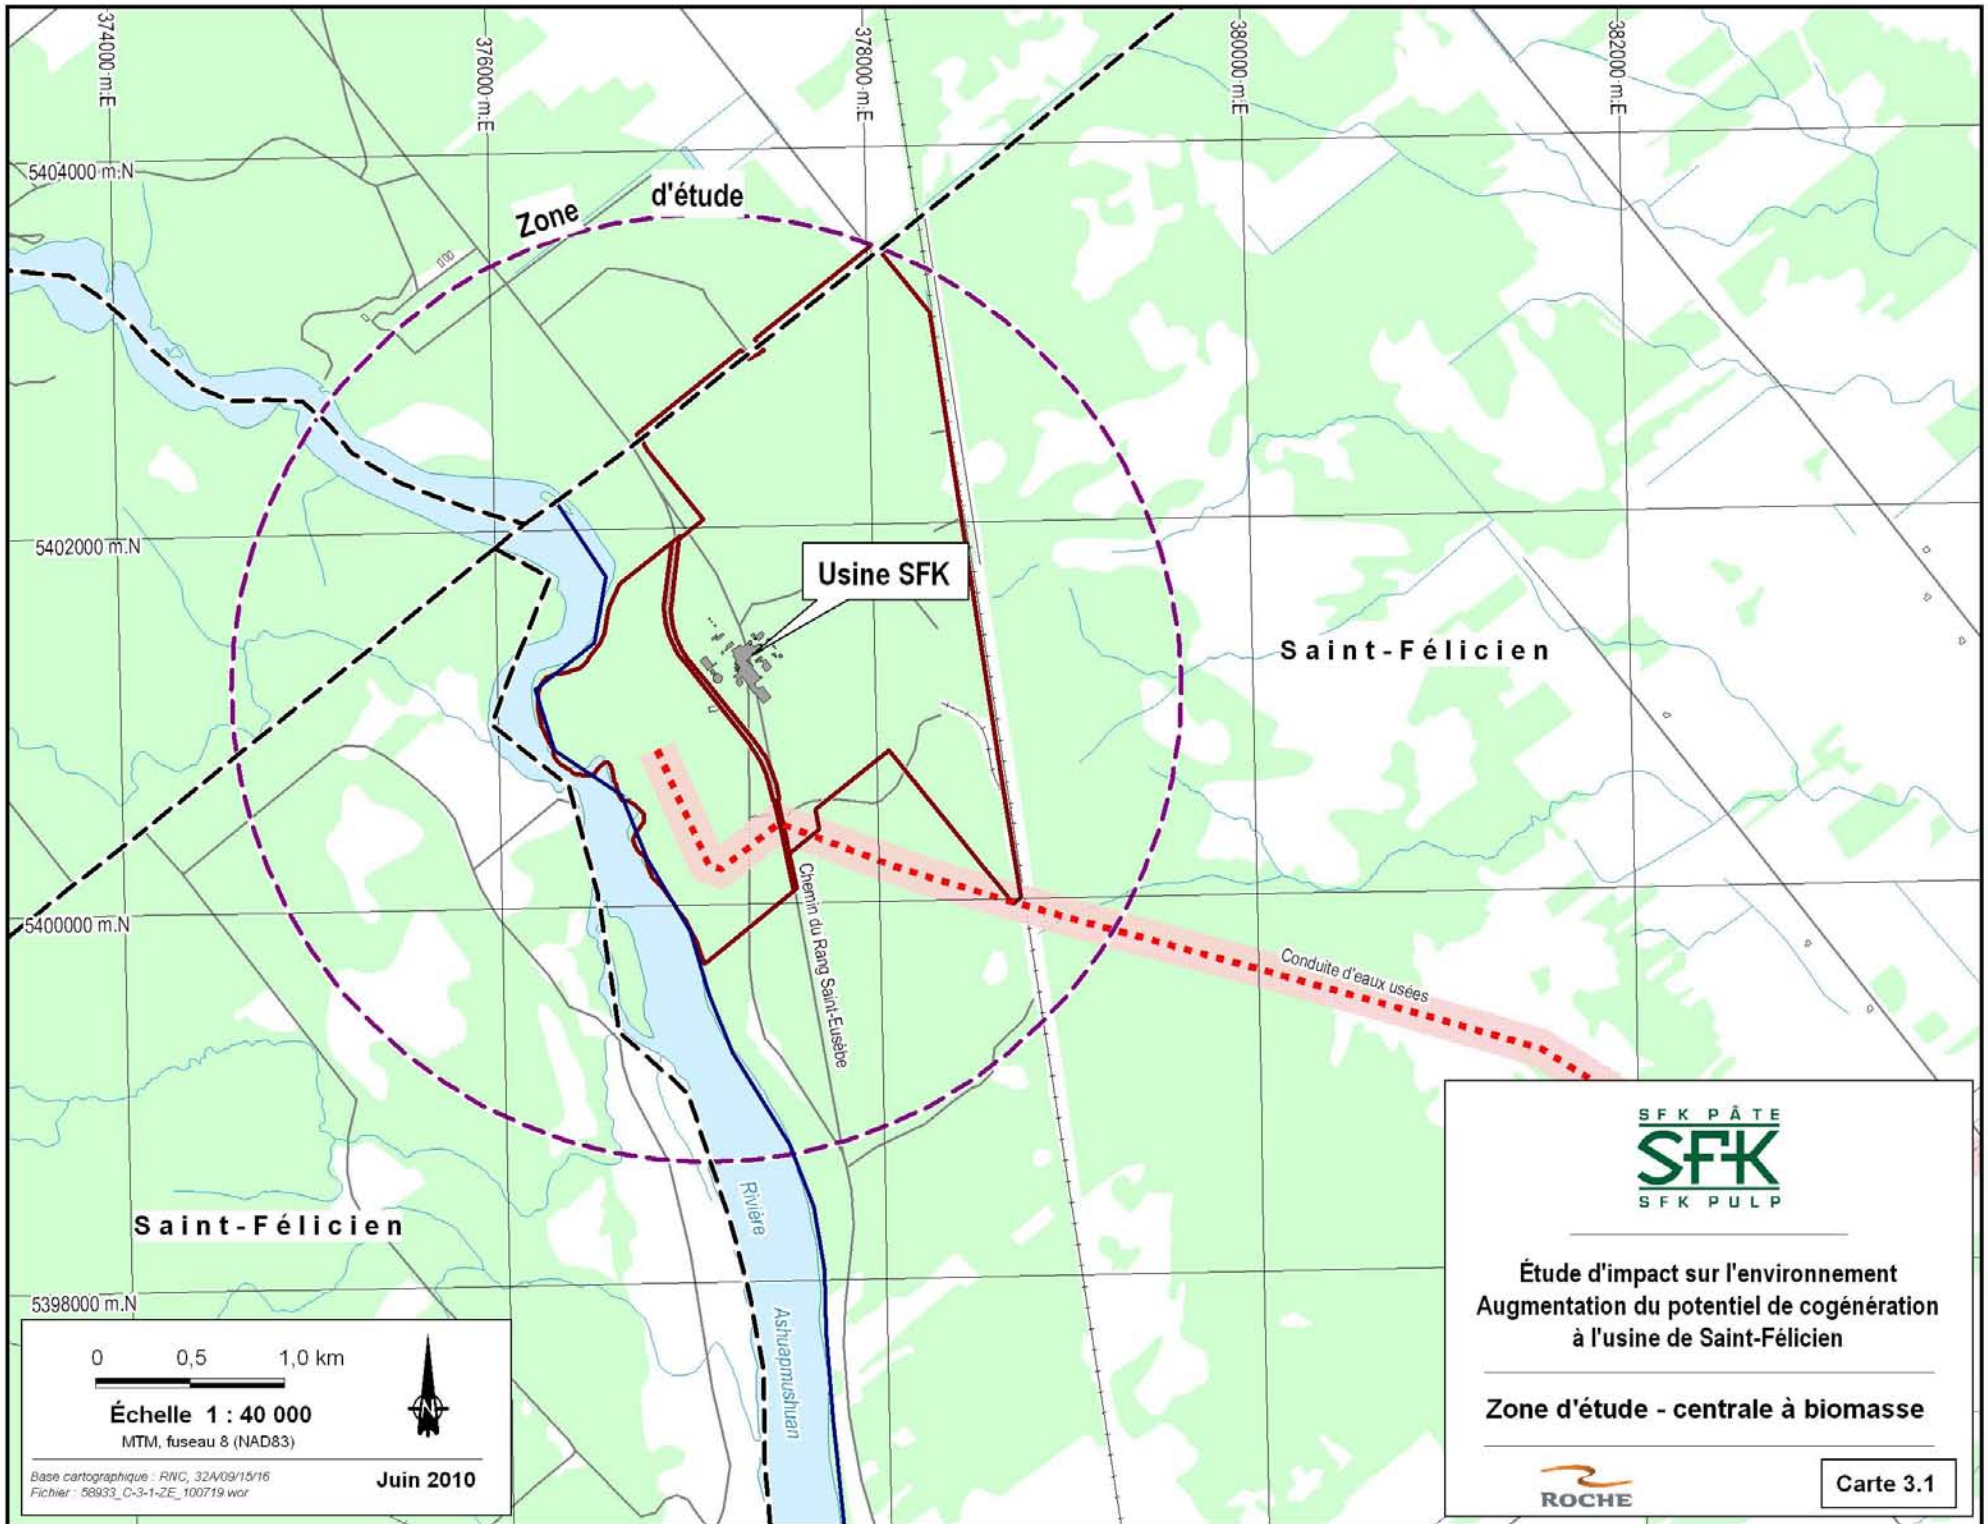 374000 m.E
376000 m.E
378000 m.E
380000 m.E
382000 m.E
5404000 m.N
Zone d'étude
5402000 m.N
Usine SFK
Saint-Félicien
5400000 m.N
Chemin du Rang Saint-Eusèbe
Conduite d'eaux usées
Rivière
Ashuapmushuan
Saint-Félicien
5398000 m.N
0 0,5 1,0 km
Échelle 1 : 40 000
MTM, fuseau 8 (NAD83)
N
Base cartographique : RNC, 32A/09/15/16
Fichier : 58933_C-3-1-ZE_100719.wor
Juin 2010
SFK PÂTE
SFK
SFK PULP
Étude d'impact sur l'environnement
Augmentation du potentiel de cogénération
à l'usine de Saint-Félicien
Zone d'étude - centrale à biomasse
ROCHE
Carte 3.1